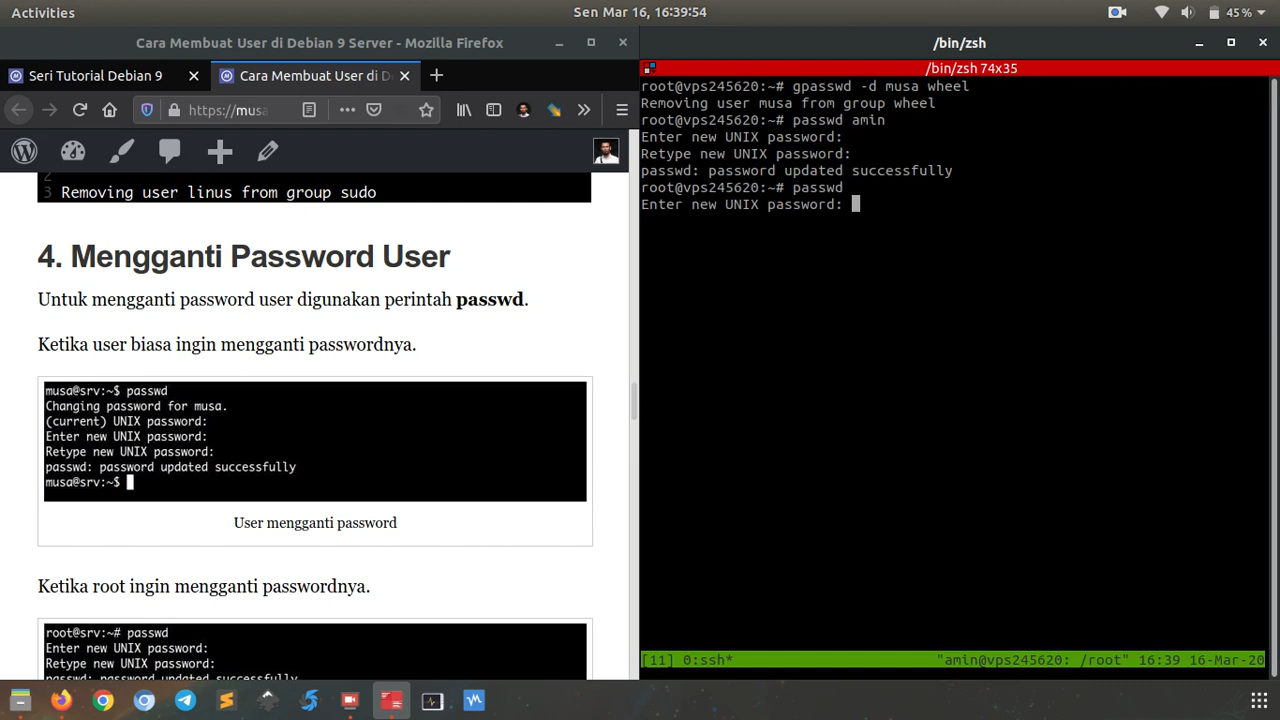 Activities
Sen Mar 16, 16:39:54
45%
Cara Membuat User di Debian 9 Server - Mozilla Firefox
Seri Tutorial Debian 9
Cara Membuat User di D
https://musa
2
3 Removing user linus from group sudo
4. Mengganti Password User
Untuk mengganti password user digunakan perintah passwd.
Ketika user biasa ingin mengganti passwordnya.
musa@srv:~$ passwd
Changing password for musa.
(current) UNIX password:
Enter new UNIX password:
Retype new UNIX password:
passwd: password updated successfully
musa@srv:~$
User mengganti password
Ketika root ingin mengganti passwordnya.
root@srv:~# passwd
Enter new UNIX password:
Retype new UNIX password:
passwd: password updated successfully
/bin/zsh
/bin/zsh 74x35
root@vps245620:~# gpasswd -d musa wheel
Removing user musa from group wheel
root@vps245620:~# passwd amin
Enter new UNIX password:
Retype new UNIX password:
passwd: password updated successfully
root@vps245620:~# passwd
Enter new UNIX password:
[11] 0:ssh* "amin@vps245620: /root" 16:39 16-Mar-20